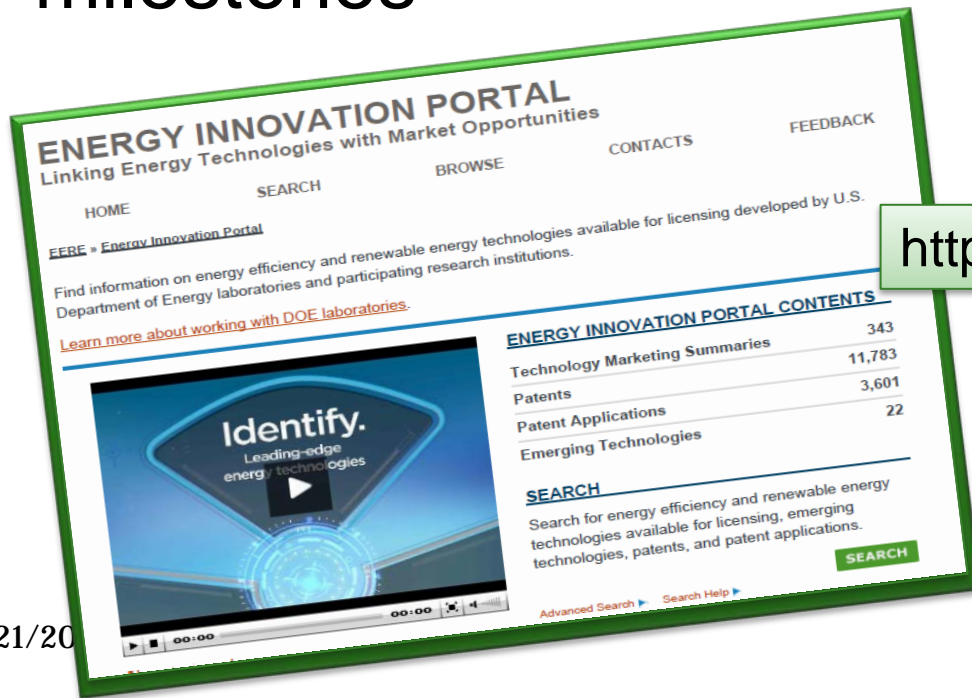 milestones
ENERGY INNOVATION PORTAL
Linking Energy Technologies with Market Opportunities
HOME SEARCH BROWSE CONTACTS FEEDBACK
EERE » Energy Innovation Portal
Find information on energy efficiency and renewable energy technologies available for licensing developed by U.S.
Department of Energy laboratories and participating research institutions.
http
Learn more about working with DOE laboratories.
Identify.
Leading-edge
energy technologies
00:00 00:00
ENERGY INNOVATION PORTAL CONTENTS
Technology Marketing Summaries 343
Patents 11,783
Patent Applications 3,601
Emerging Technologies 22
SEARCH
Search for energy efficiency and renewable energy
technologies available for licensing, emerging
technologies, patents, and patent applications.
SEARCH
Advanced Search Search Help
21/20